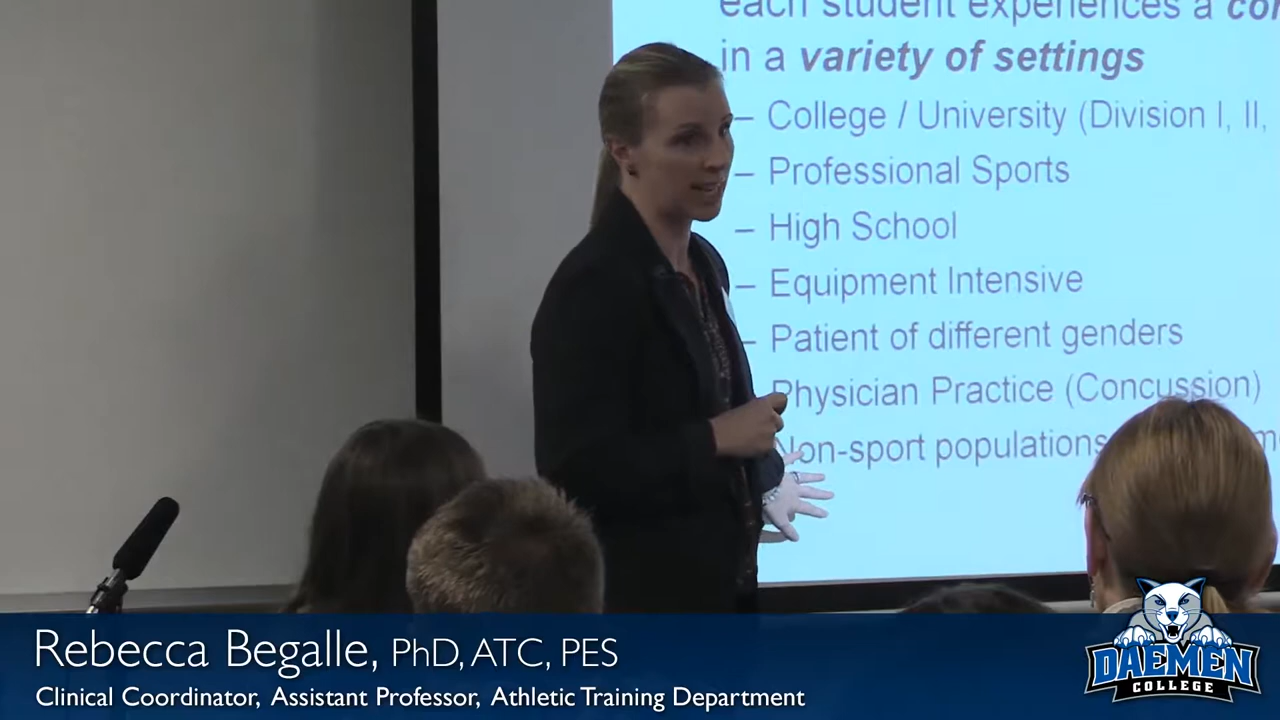 each student experiences a
in a variety of settings
– College / University (Division I, II,
– Professional Sports
– High School
– Equipment Intensive
– Patient of different genders
Physician Practice (Concussion)
Non-sport populations
Rebecca Begalle, PhD, ATC, PES
Clinical Coordinator, Assistant Professor, Athletic Training Department
DAEMEN
COLLEGE